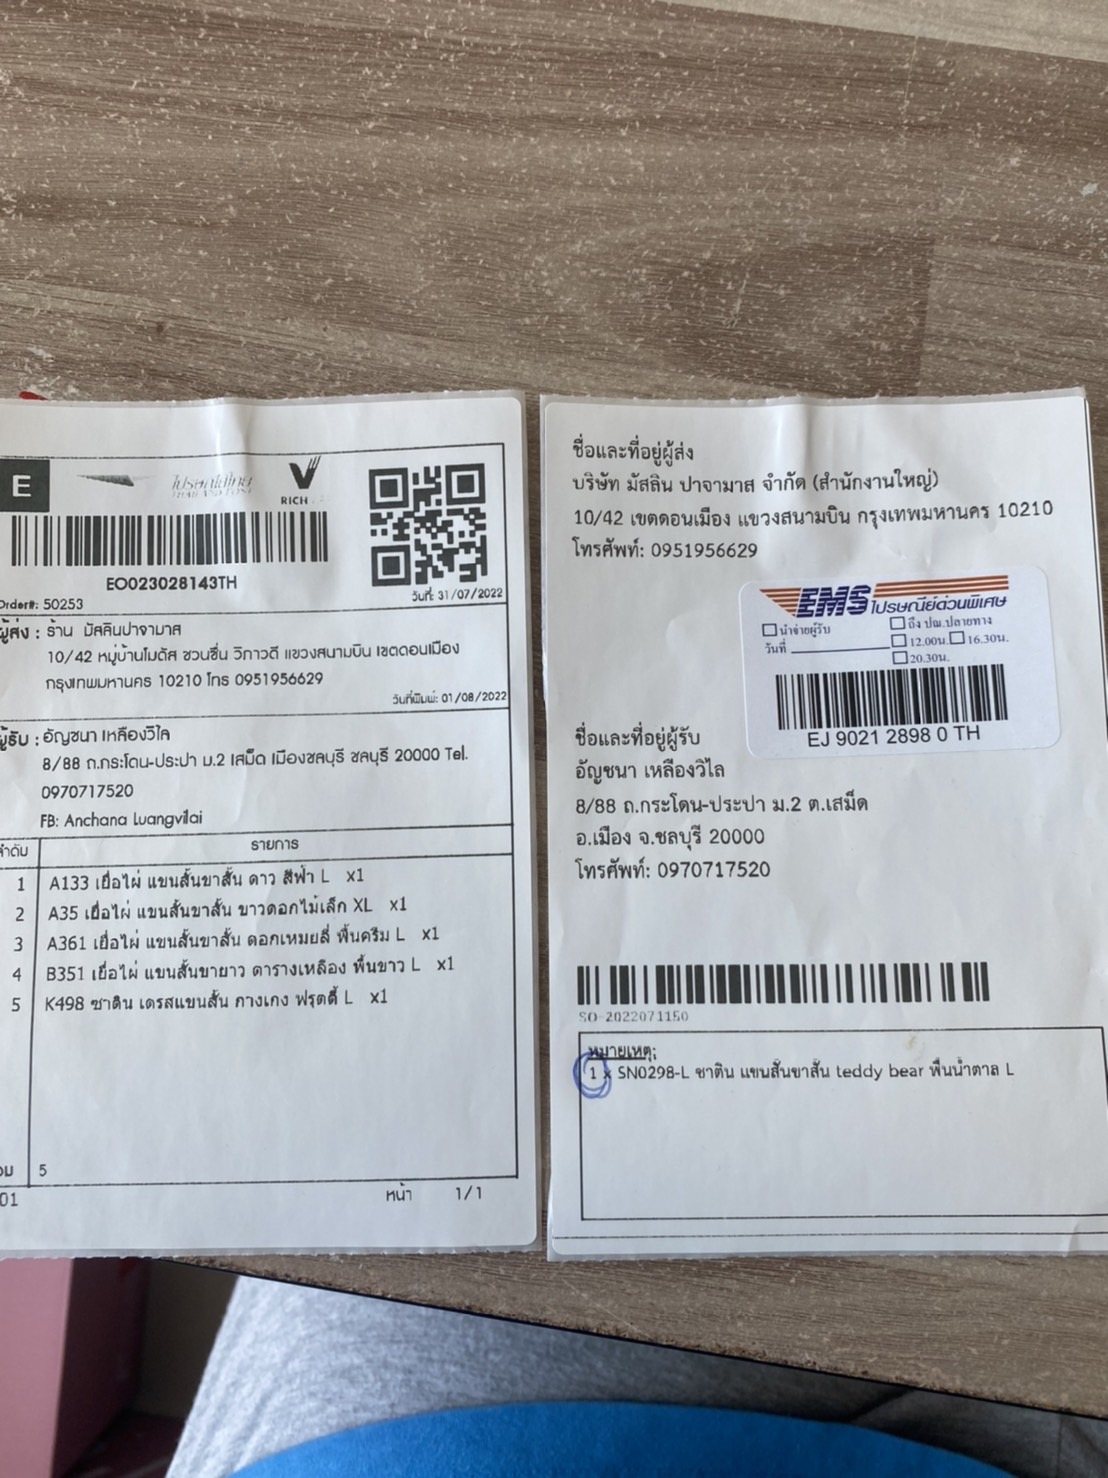 E
ไปรษณีย์ไทย
THAILAND POST
RICH
EO023028143TH
Order#: 50253
วันที่: 31/07/2022
ผู้ส่ง : ร้าน มัสลินปาจามาส
10/42 หมู่บ้านโมดัส ชวนชื่น วิภาวดี แขวงสนามบิน เขตดอนเมือง
กรุงเทพมหานคร 10210 โทร 0951956629
วันที่พิมพ์: 01/08/2022
ผู้รับ : อัญชนา เหลืองวิไล
8/88 ถ.กระโดน-ประปา ม.2 เสม็ด เมืองชลบุรี ชลบุรี 20000 Tel.
0970717520
FB: Anchana Luangvilai
ลำดับ รายการ
1 A133 เยื่อไผ่ แขนสั้นขาสั้น ดาว สีฟ้า L x1
2 A35 เยื่อไผ่ แขนสั้นขาสั้น ขาวดอกไม้เล็ก XL x1
3 A361 เยื่อไผ่ แขนสั้นขาสั้น ดอกเหมยลี่ พื้นครีม L x1
4 B351 เยื่อไผ่ แขนสั้นขายาว ตารางเหลือง พื้นขาว L x1
5 K498 ซาติน เดรสแขนสั้น กางเกง ฟรุตตี้ L x1
5
01
หน้า 1/1
ชื่อและที่อยู่ผู้ส่ง
บริษัท มัสลิน ปาจามาส จำกัด (สำนักงานใหญ่)
10/42 เขตดอนเมือง แขวงสนามบิน กรุงเทพมหานคร 10210
โทรศัพท์: 0951956629
EMS ไปรษณีย์ด่วนพิเศษ
นำจ่ายผู้รับ ถึง ปณ.ปลายทาง
วันที่ 12.00น. 16.30น.
20.30น.
EJ 9021 2898 0 TH
ชื่อและที่อยู่ผู้รับ
อัญชนา เหลืองวิไล
8/88 ถ.กระโดน-ประปา ม.2 ต.เสม็ด
อ.เมือง จ.ชลบุรี 20000
โทรศัพท์: 0970717520
SO-2022071150
หมายเหตุ:
1 x SN0298-L ซาติน แขนสั้นขาสั้น teddy bear พื้นน้ำตาล L